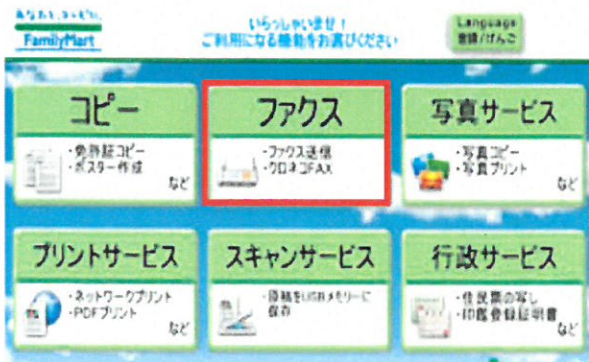 あなたと、コンビに、
FamilyMart
いらっしゃいませ！
ご利用になる機能をお選びください
Language
言語/げんご
コピー
・免許証コピー
・ポスター作成
など
ファクス
・ファクス送信
・クロネコFAX
写真サービス
・写真コピー
・写真プリント
など
プリントサービス
・ネットワークプリント
・PDFプリント
など
スキャンサービス
・原稿をUSBメモリーに
保存
行政サービス
・住民票の写し
・印鑑登録証明書
など